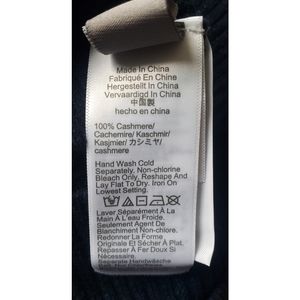 Made In China
Fabriqué En China
Hergestellt In China
Vervaardigd In China
中国製
hecho en china
100% Cashmere/
Cachemire/ Kaschmir/
Kasjmier/ カシミヤ/
cashmere
Hand Wash Cold
Separately. Non-chlorine
Bleach Only, Reshape And
Lay Flat To Dry. Iron On
Lowest Setting.
Laver Séparément À La
Main À L'eau Froide.
Seulement Agent De
Blanchiment Non-chlore.
Redonner La Forme
Originale Et Sécher À Plat.
Repasser À Fer Doux Si
Nécessaire.
Separate Handwäsche